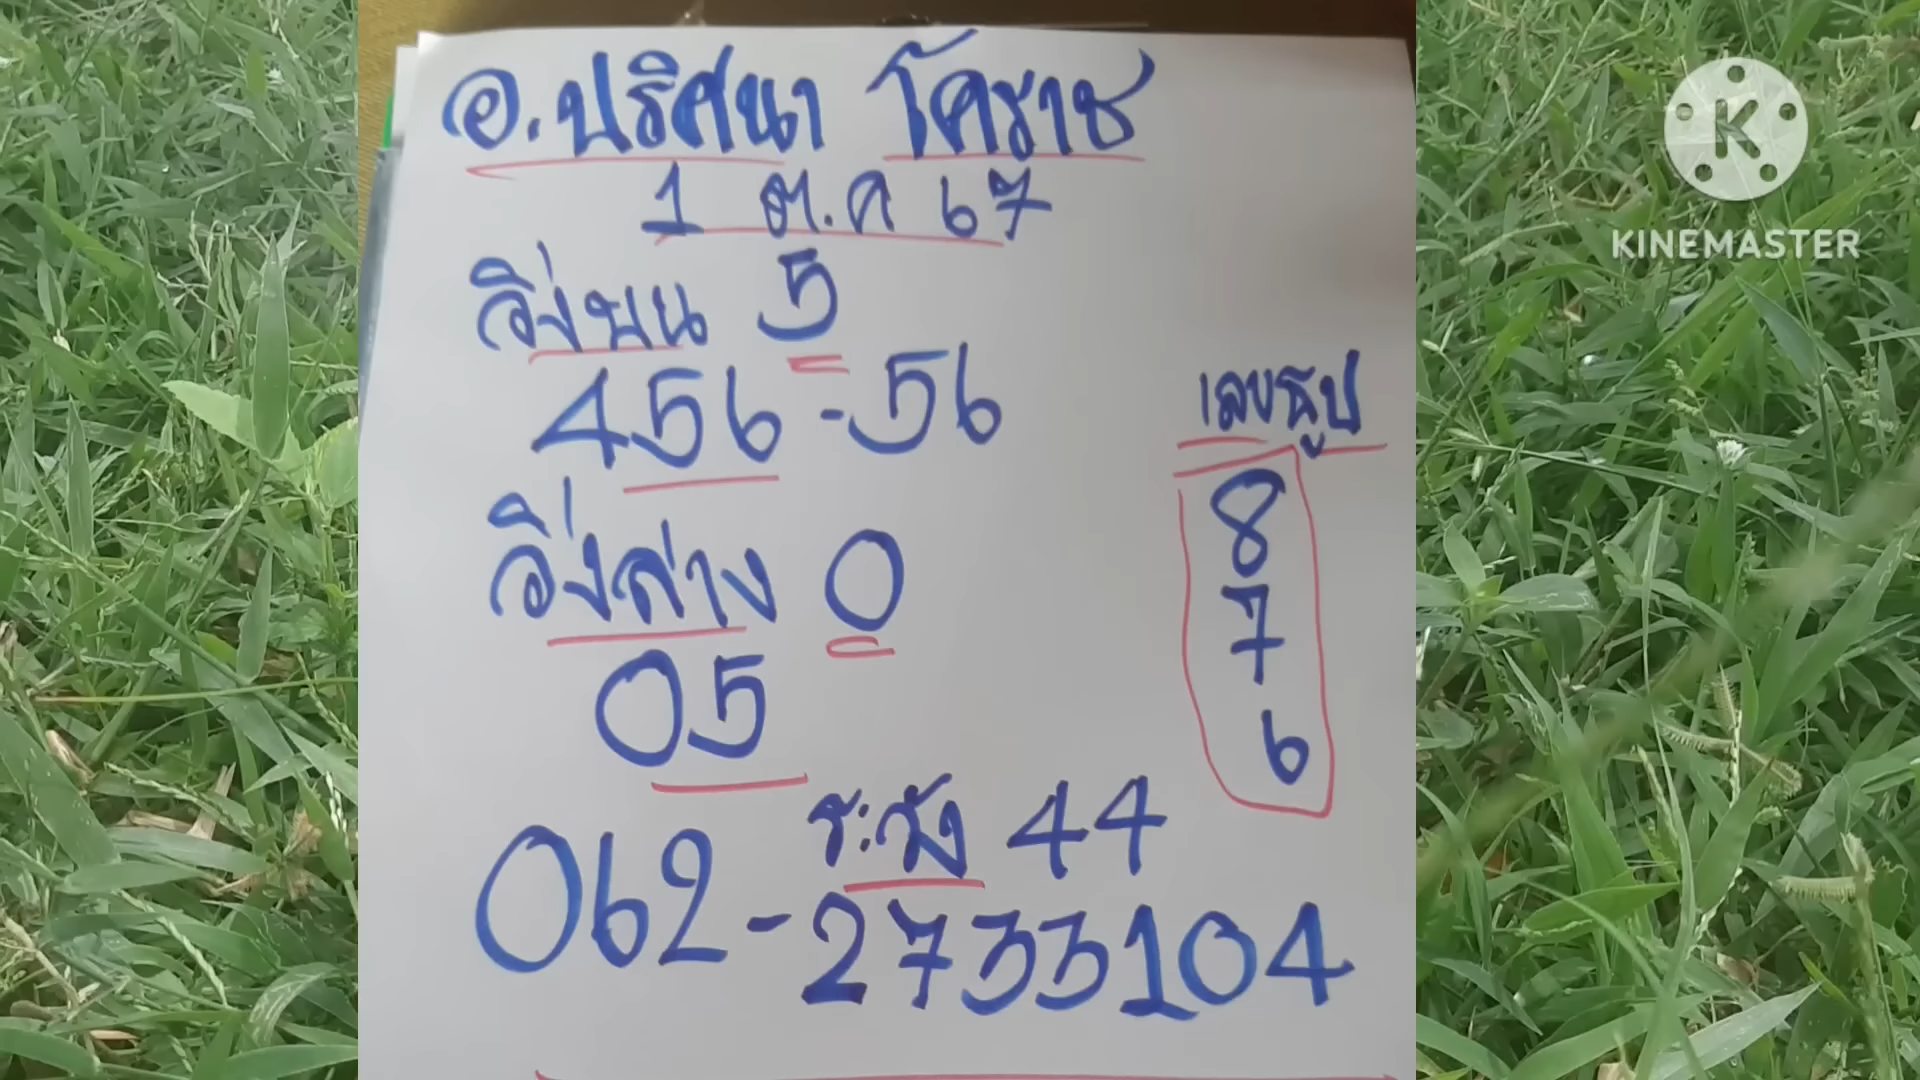 อ.ปริศนา โคราช
1 ต.ค 67
วิ่งบน 5
456-56
เลขธูป
8
7
6
วิ่งล่าง 0
05
ระวัง 44
062-2733104
KINEMASTER